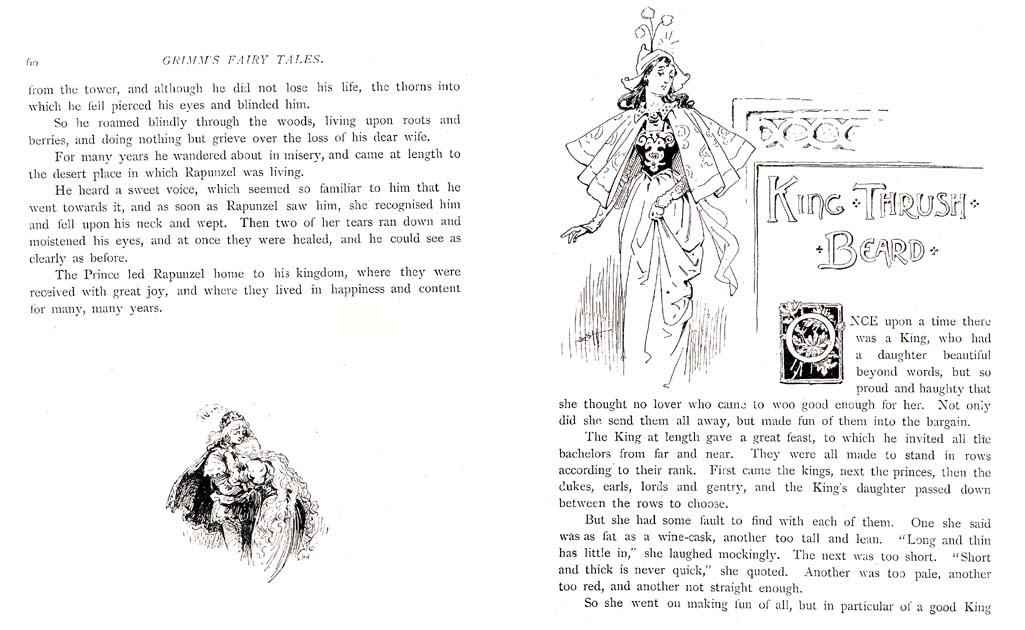 60 GRIMM'S FAIRY TALES.
from the tower, and although he did not lose his life, the thorns into
which he fell pierced his eyes and blinded him.
So he roamed blindly through the woods, living upon roots and
berries, and doing nothing but grieve over the loss of his dear wife.
For many years he wandered about in misery, and came at length to
the desert place in which Rapunzel was living.
He heard a sweet voice, which seemed so familiar to him that he
went towards it, and as soon as Rapunzel saw him, she recognised him
and fell upon his neck and wept. Then two of her tears ran down and
moistened his eyes, and at once they were healed, and he could see as
clearly as before.
The Prince led Rapunzel home to his kingdom, where they were
received with great joy, and where they lived in happiness and content
for many, many years.
KING THRUSH
BEARD
ONCE upon a time there
was a King, who had
a daughter beautiful
beyond words, but so
proud and haughty that
she thought no lover who came to woo good enough for her. Not only
did she send them all away, but made fun of them into the bargain.
The King at length gave a great feast, to which he invited all the
bachelors from far and near. They were all made to stand in rows
according to their rank. First came the kings, next the princes, then the
dukes, earls, lords and gentry, and the King's daughter passed down
between the rows to choose.
But she had some fault to find with each of them. One she said
was as fat as a wine-cask, another too tall and lean. "Long and thin
has little in," she laughed mockingly. The next was too short. "Short
and thick is never quick," she quoted. Another was too pale, another
too red, and another not straight enough.
So she went on making fun of all, but in particular of a good King